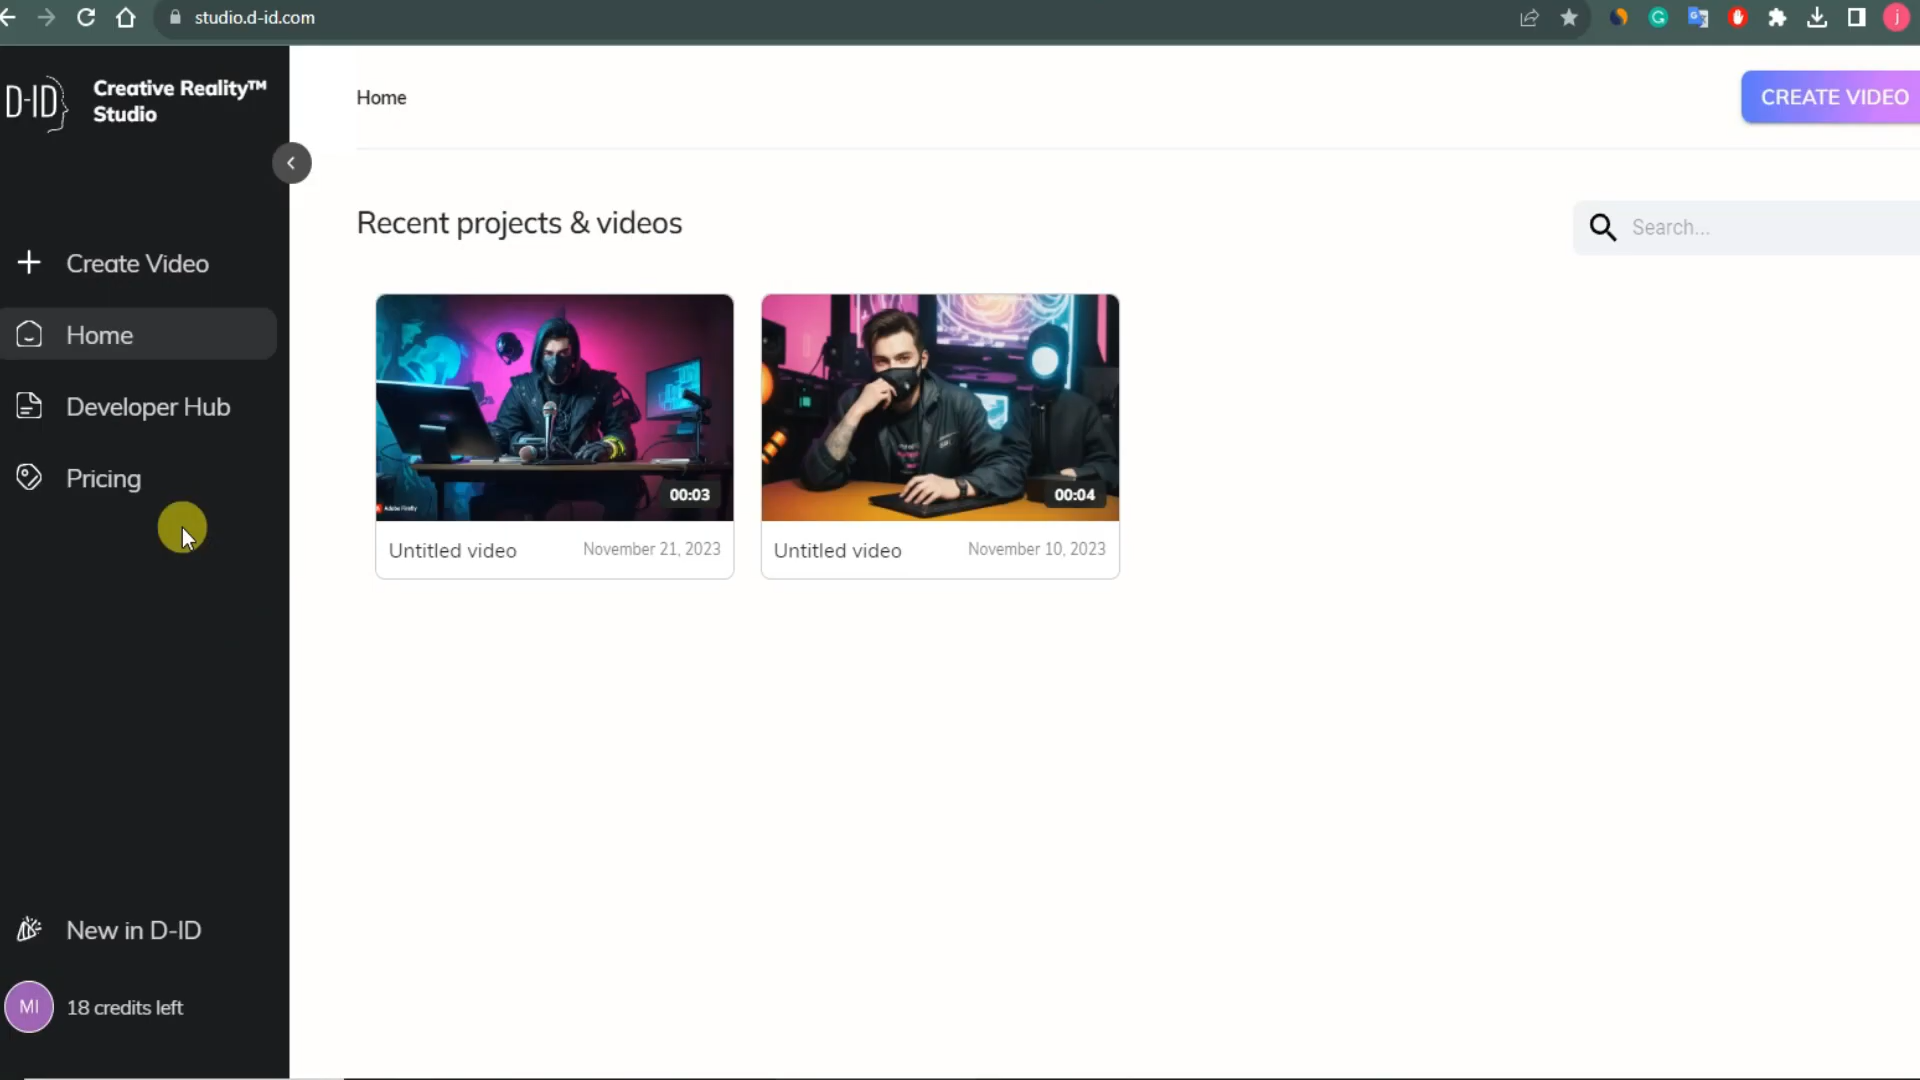 studio.d-id.com
j
D-ID
Creative Reality™
Studio
Home
CREATE VIDEO
Recent projects & videos
Search...
Create Video
Home
Developer Hub
Pricing
00:03
Adobe Firefly
Untitled video
November 21, 2023
00:04
Untitled video
November 10, 2023
New in D-ID
MI
18 credits left